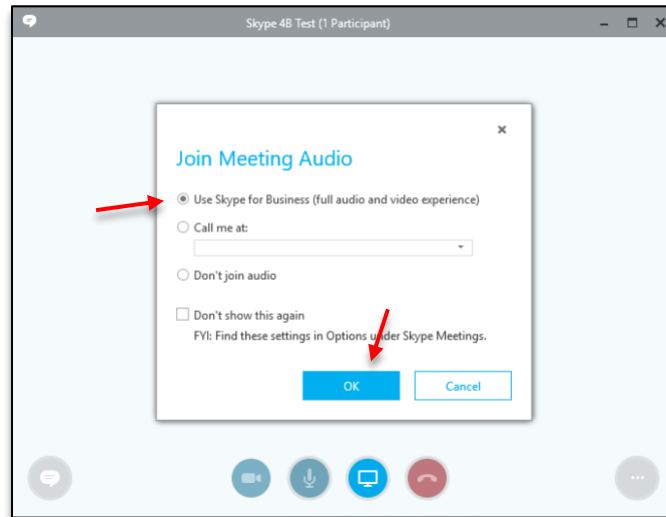 Skype 4B Test (1 Participant)
Join Meeting Audio
Use Skype for Business (full audio and video experience)
Call me at:
Don't join audio
Don't show this again
FYI: Find these settings in Options under Skype Meetings.
OK
Cancel